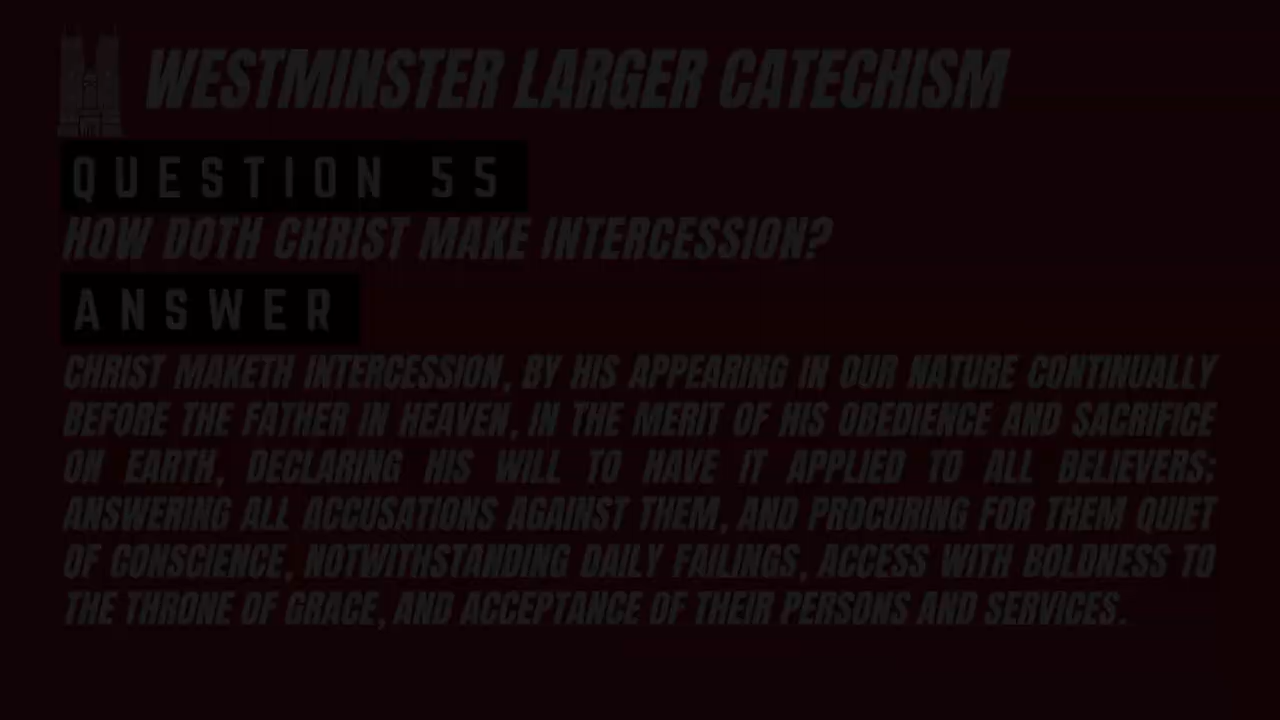 WESTMINSTER LARGER CATECHISM
QUESTION 55
HOW DOTH CHRIST MAKE INTERCESSION?
ANSWER
CHRIST MAKETH INTERCESSION, BY HIS APPEARING IN OUR NATURE CONTINUALLY
BEFORE THE FATHER IN HEAVEN, IN THE MERIT OF HIS OBEDIENCE AND SACRIFICE
ON EARTH, DECLARING HIS WILL TO HAVE IT APPLIED TO ALL BELIEVERS;
ANSWERING ALL ACCUSATIONS AGAINST THEM, AND PROCURING FOR THEM QUIET
OF CONSCIENCE, NOTWITHSTANDING DAILY FAILINGS, ACCESS WITH BOLDNESS TO
THE THRONE OF GRACE, AND ACCEPTANCE OF THEIR PERSONS AND SERVICES.